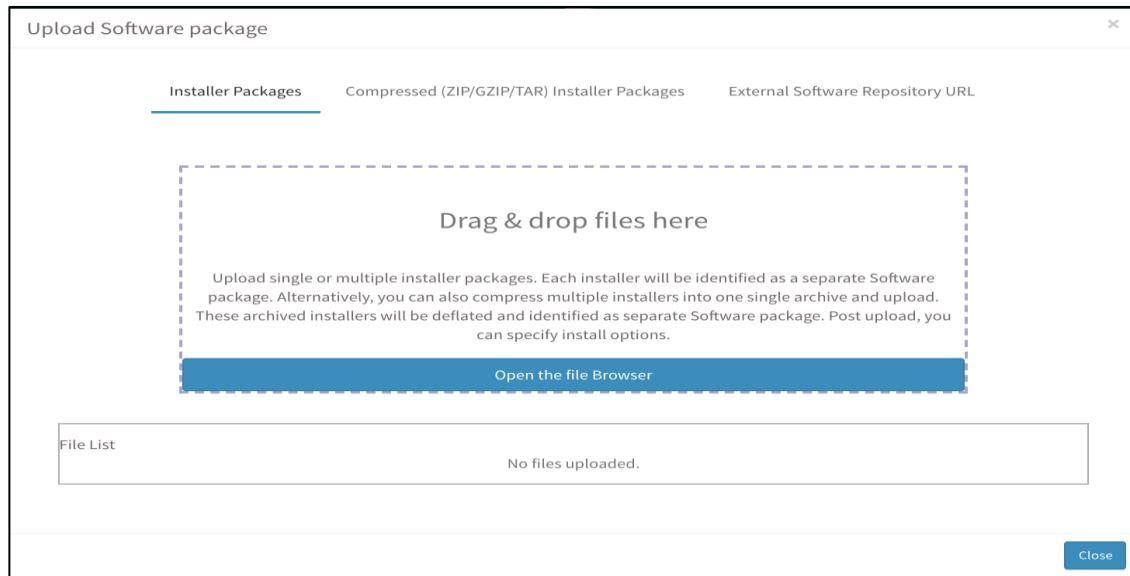 Upload Software package
×
Installer Packages
Compressed (ZIP/GZIP/TAR) Installer Packages
External Software Repository URL
Drag & drop files here
Upload single or multiple installer packages. Each installer will be identified as a separate Software
package. Alternatively, you can also compress multiple installers into one single archive and upload.
These archived installers will be deflated and identified as separate Software package. Post upload, you
can specify install options.
Open the file Browser
File List
No files uploaded.
Close